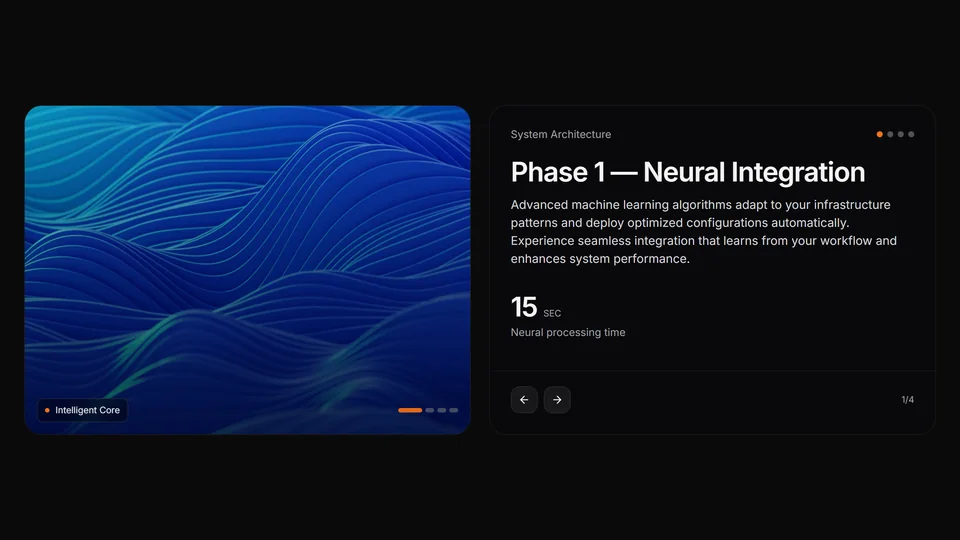 Intelligent Core
System Architecture
Phase 1 — Neural Integration
Advanced machine learning algorithms adapt to your infrastructure
patterns and deploy optimized configurations automatically.
Experience seamless integration that learns from your workflow and
enhances system performance.
15 SEC
Neural processing time
1/4